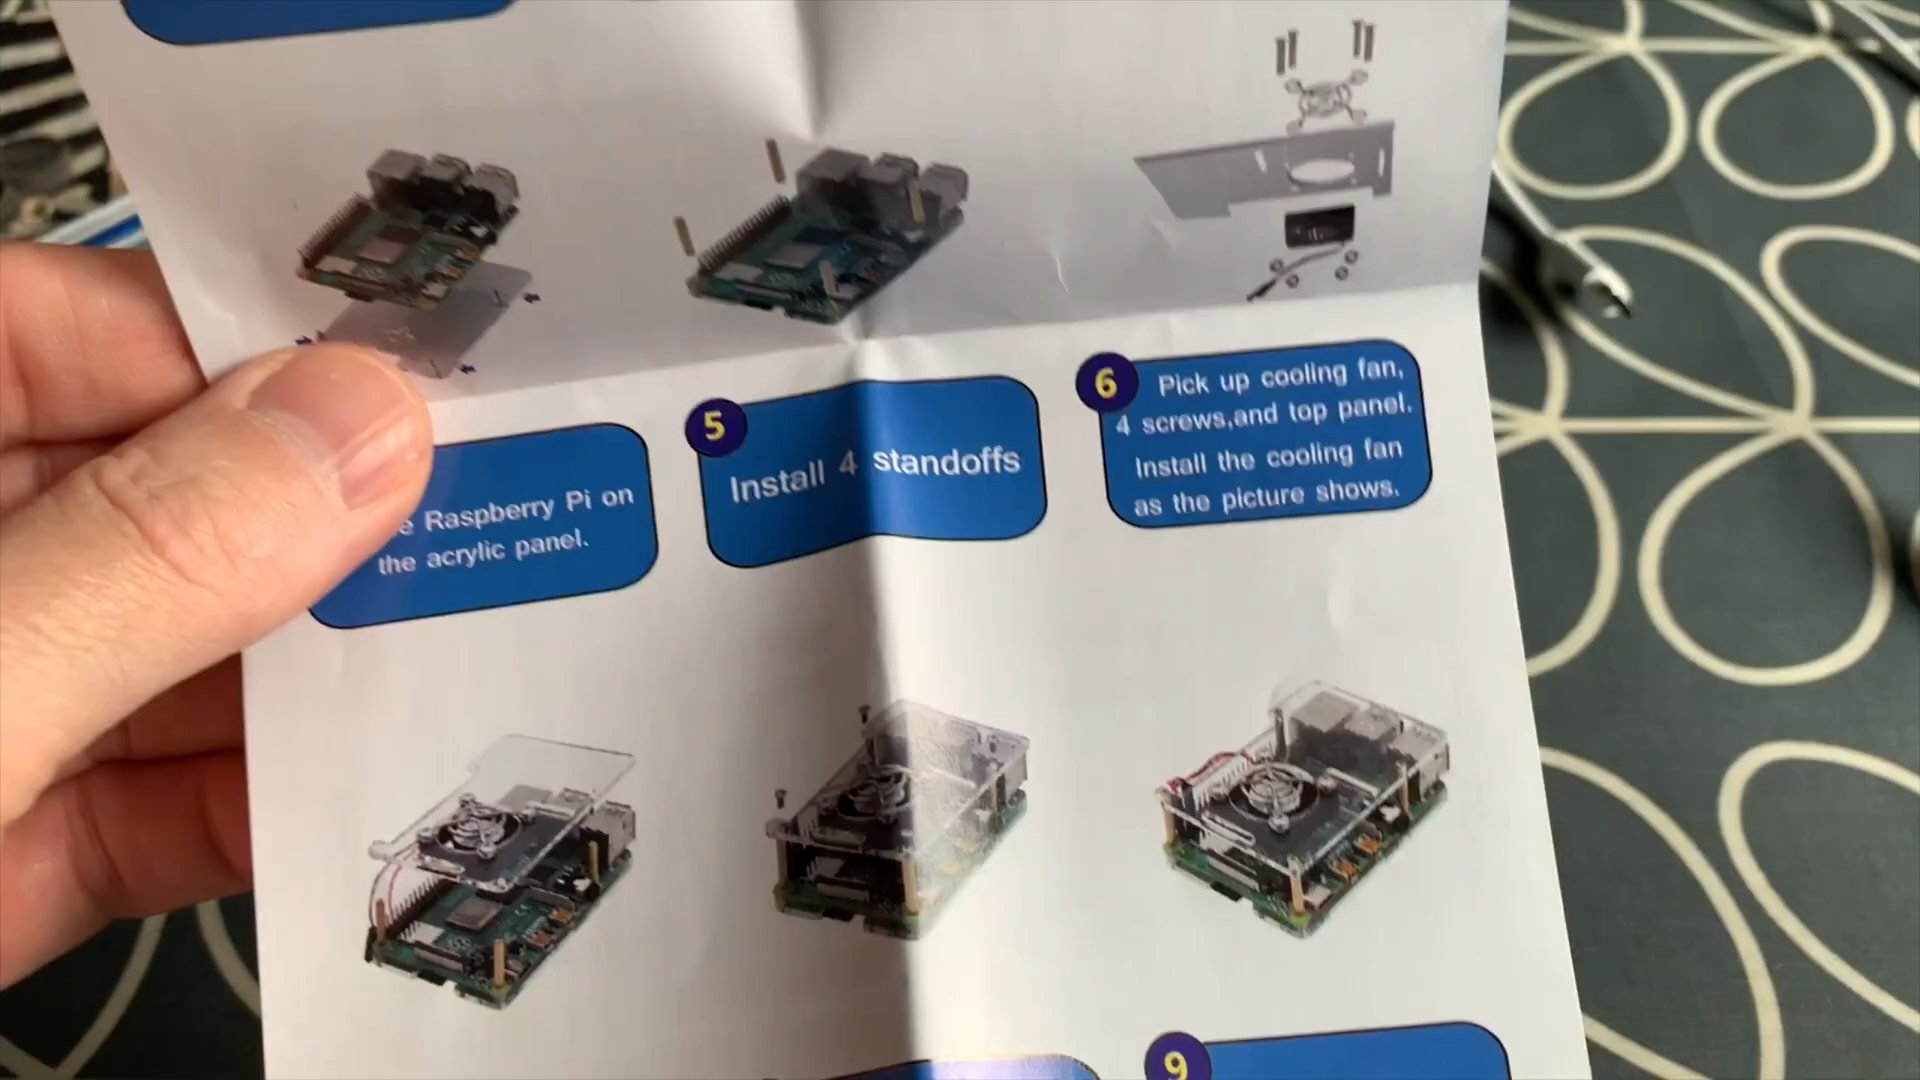 e Raspberry Pi on
the acrylic panel.
5
Install 4 standoffs
6
Pick up cooling fan,
4 screws,and top panel.
Install the cooling fan
as the picture shows.
9